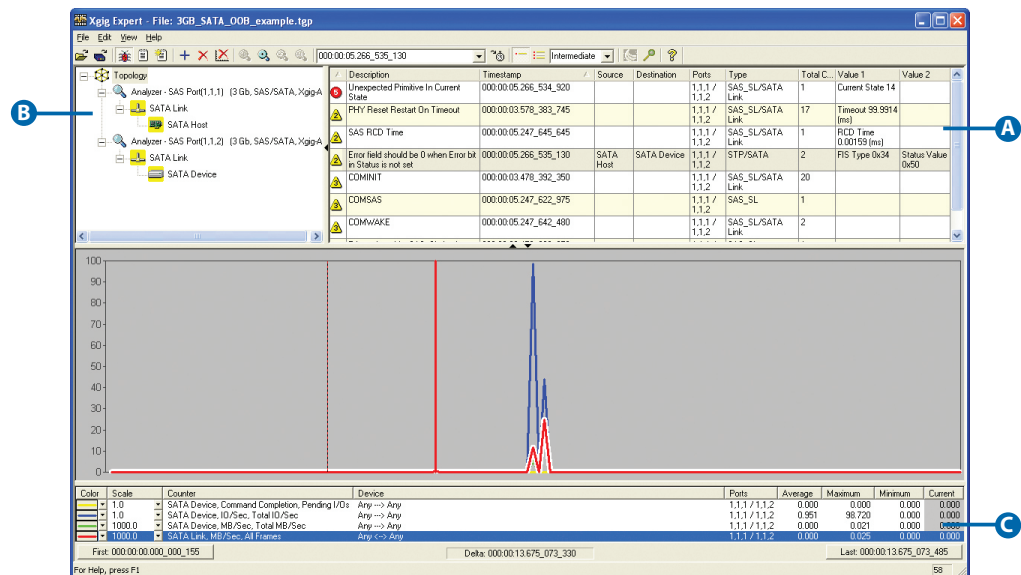 Xgig Expert - File: 3GB_SATA_OOB_example.tgp
File Edit View Help
000:00:05.266_535_130 Intermediate
Topology
Analyzer - SAS Port(1,1,1) (3 Gb, SAS/SATA, Xgig-A
SATA Link
SATA Host
Analyzer - SAS Port(1,1,2) (3 Gb, SAS/SATA, Xgig-A
SATA Link
SATA Device
B
Description Timestamp Source Destination Ports Type Total C... Value 1 Value 2
5 Unexpected Primitive In Current State 000:00:05.266_534_920 1,1,1 / 1,1,2 SAS_SL/SATA Link 1 Current State 14
2 PHY Reset Restart On Timeout 000:00:03.578_383_745 1,1,1 / 1,1,2 SAS_SL/SATA Link 17 Timeout 99.9914 (ms)
2 SAS RCD Time 000:00:05.247_645_645 1,1,1 / 1,1,2 SAS_SL/SATA Link 1 RCD Time 0.00159 (ms)
2 Error field should be 0 when Error bit in Status is not set 000:00:05.266_535_130 SATA Host SATA Device 1,1,1 / 1,1,2 STP/SATA 2 FIS Type 0x34 Status Value 0x50
3 COMINIT 000:00:03.478_392_350 1,1,1 / 1,1,2 SAS_SL/SATA Link 20
3 COMSAS 000:00:05.247_622_975 1,1,1 / 1,1,2 SAS_SL 1
3 COMWAKE 000:00:05.247_642_480 1,1,1 / 1,1,2 SAS_SL/SATA Link 2
A
100
90
80
70
60
50
40
30
20
10
0
Color Scale Counter Device Ports Average Maximum Minimum Current
1.0 SATA Device, Command Completion, Pending I/Os Any ---> Any 1,1,1 / 1,1,2 0.000 0.000 0.000 0.000
1.0 SATA Device, IO/Sec, Total IO/Sec Any ---> Any 1,1,1 / 1,1,2 0.951 98.720 0.000 0.000
1000.0 SATA Device, MB/Sec, Total MB/Sec Any ---> Any 1,1,1 / 1,1,2 0.000 0.021 0.000 0.000
1000.0 SATA Link, MB/Sec, All Frames Any <--> Any 1,1,1 / 1,1,2 0.000 0.025 0.000 0.000
C
First: 000:00:00.000_000_155 Delta: 000:00:13.675_073_330 Last: 000:00:13.675_073_485
For Help, press F1 58